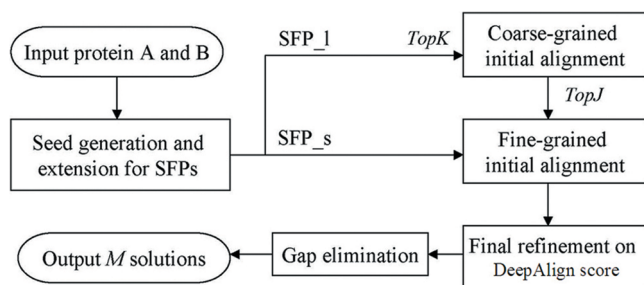 Input protein A and B
SFP_l
TopK
Coarse-grained
initial alignment
TopJ
Seed generation and
extension for SFPs
SFP_s
Fine-grained
initial alignment
Output M solutions
Gap elimination
Final refinement on
DeepAlign score